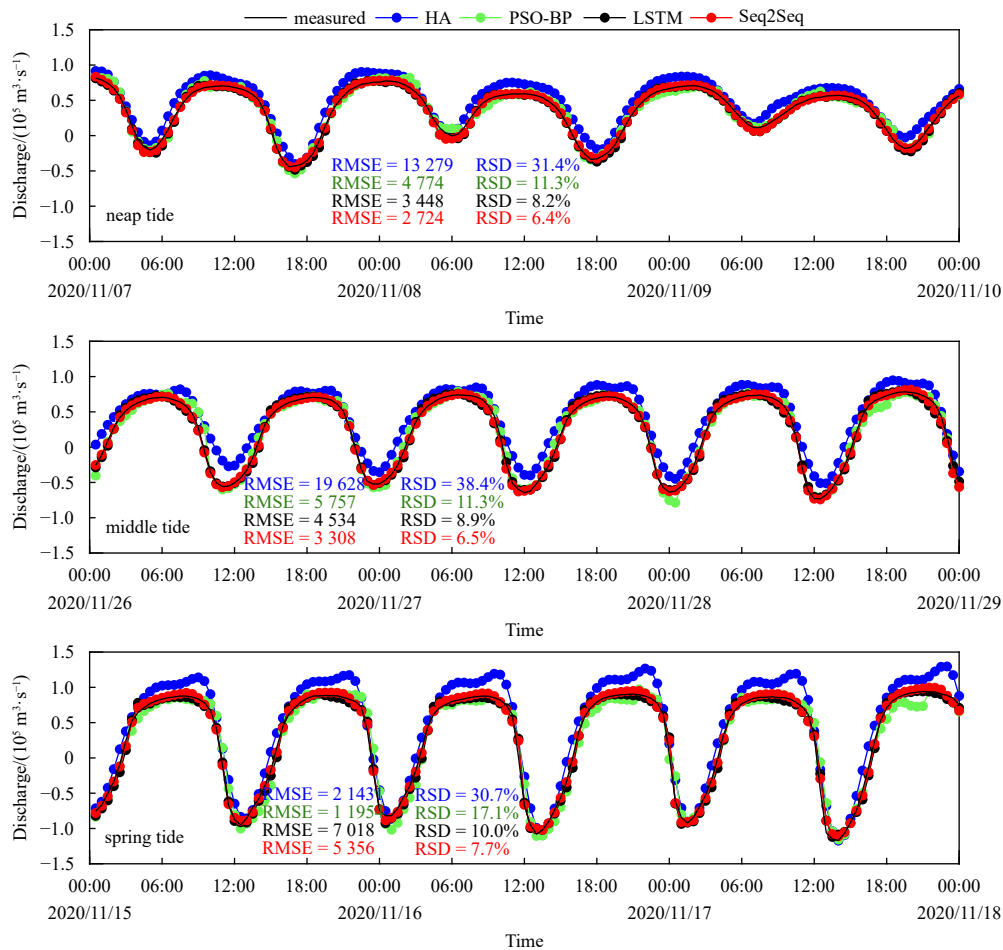 measured HA PSO-BP LSTM Seq2Seq
Discharge/(10⁵ m³·s⁻¹)
1.5
1.0
0.5
0
−0.5
−1.0
−1.5
RMSE = 13 279 RSD = 31.4%
RMSE = 4 774 RSD = 11.3%
RMSE = 3 448 RSD = 8.2%
RMSE = 2 724 RSD = 6.4%
neap tide
00:00 06:00 12:00 18:00 00:00 06:00 12:00 18:00 00:00 06:00 12:00 18:00 00:00
2020/11/07 2020/11/08 2020/11/09 2020/11/10
Time
Discharge/(10⁵ m³·s⁻¹)
1.5
1.0
0.5
0
−0.5
−1.0
−1.5
RMSE = 19 628 RSD = 38.4%
RMSE = 5 757 RSD = 11.3%
RMSE = 4 534 RSD = 8.9%
RMSE = 3 308 RSD = 6.5%
middle tide
00:00 06:00 12:00 18:00 00:00 06:00 12:00 18:00 00:00 06:00 12:00 18:00 00:00
2020/11/26 2020/11/27 2020/11/28 2020/11/29
Time
Discharge/(10⁵ m³·s⁻¹)
1.5
1.0
0.5
0
−0.5
−1.0
−1.5
RMSE = 2 143 RSD = 30.7%
RMSE = 1 195 RSD = 17.1%
RMSE = 7 018 RSD = 10.0%
RMSE = 5 356 RSD = 7.7%
spring tide
00:00 06:00 12:00 18:00 00:00 06:00 12:00 18:00 00:00 06:00 12:00 18:00 00:00
2020/11/15 2020/11/16 2020/11/17 2020/11/18
Time